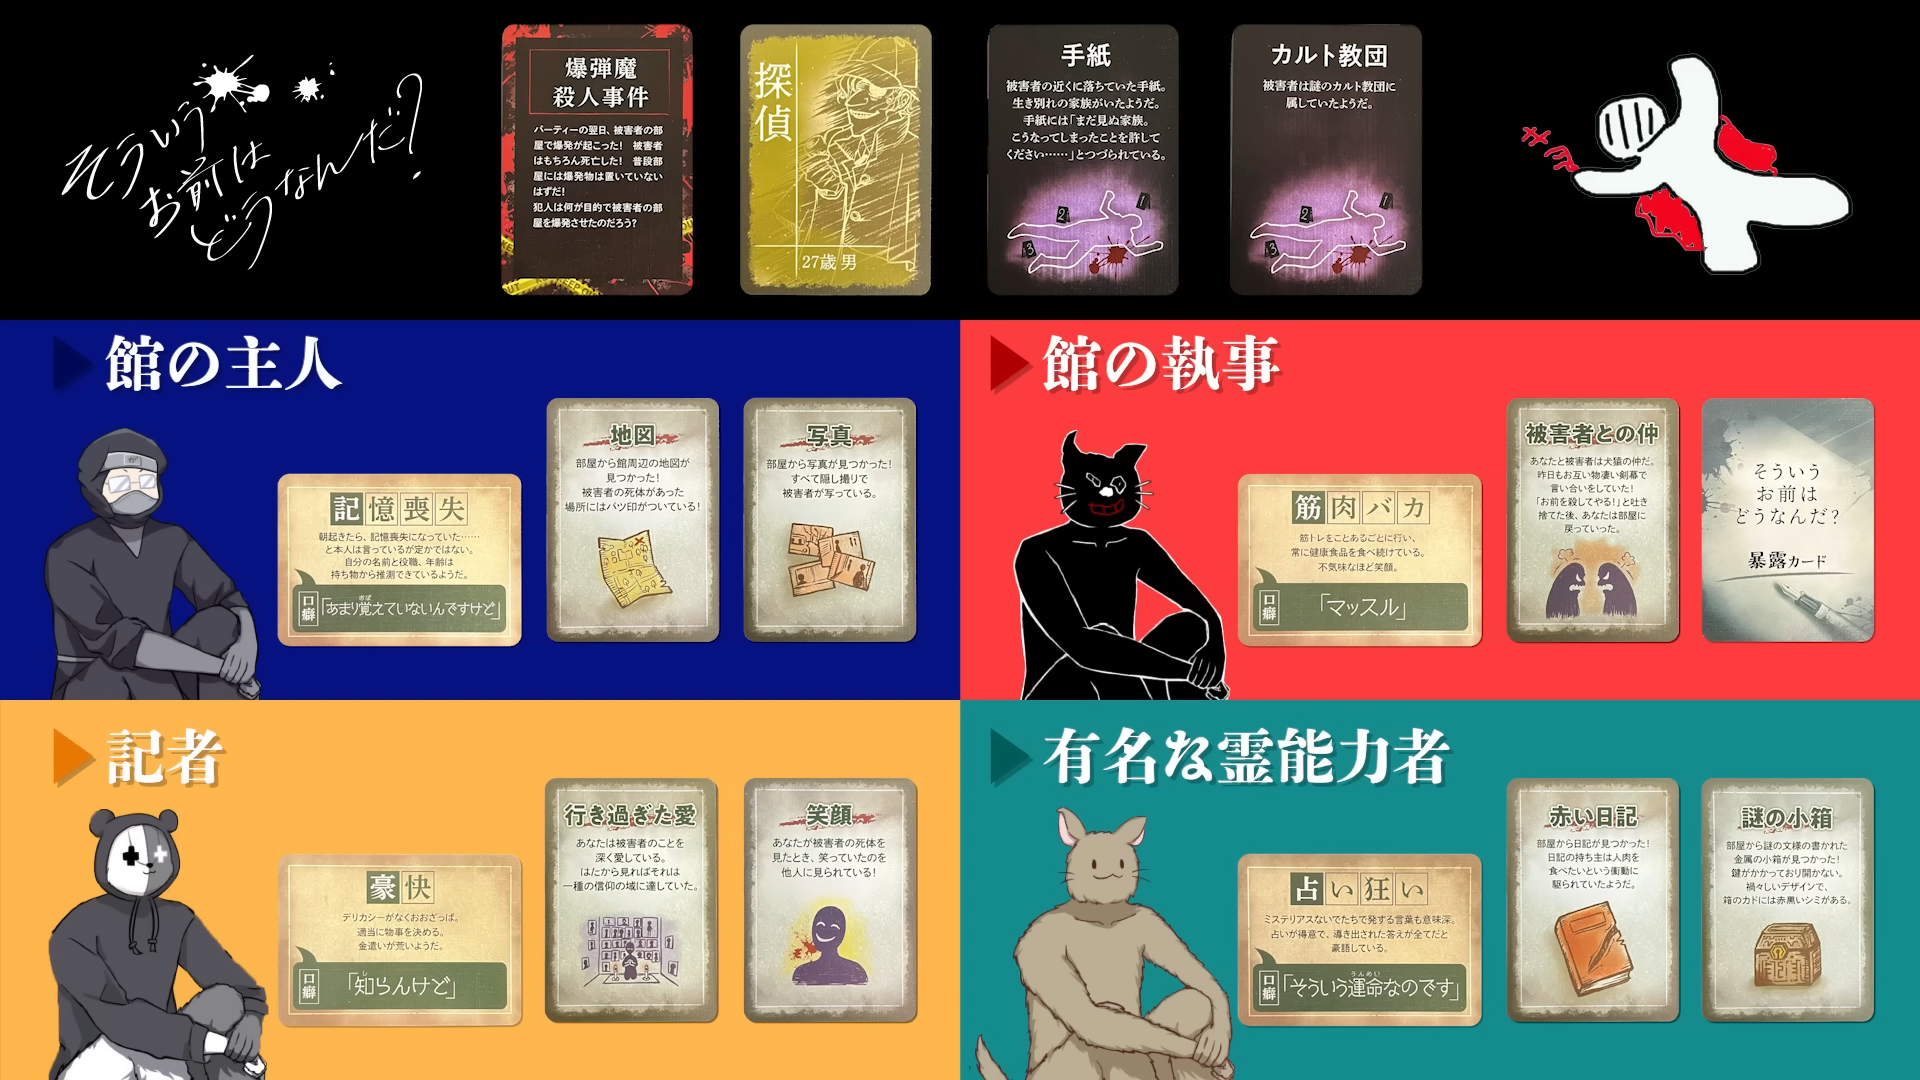 そういう
お前は
どうなんだ?
爆弾魔
殺人事件
パーティーの翌日、被害者の部
屋で爆発が起こった! 被害者
はもちろん死亡した! 普段部
屋には爆発物は置いていない
はずだ!
犯人は何が目的で被害者の部
屋を爆発させたのだろう?
探偵
27歳 男
手紙
被害者の近くに落ちていた手紙。
生き別れの家族がいたようだ。
手紙には「まだ見ぬ家族。
こうなってしまったことを許して
ください……」とつづられている。
1
2
3
カルト教団
被害者は謎のカルト教団に
属していたようだ。
1
2
3
館の主人
記憶喪失
朝起きたら、記憶喪失になっていた……
と本人は言っているが定かではない。
自分の名前と役職、年齢は
持ち物から推測できているようだ。
口癖
「あまり覚えていないんですけど」
地図
部屋から館周辺の地図が
見つかった!
被害者の死体があった
場所にはバツ印がついている!
写真
部屋から写真が見つかった!
すべて隠し撮りで
被害者が写っている。
館の執事
筋肉バカ
筋トレをことあるごとに行い、
常に健康食品を食べ続けている。
不気味なほど笑顔。
口癖
「マッスル」
被害者との仲
あなたと被害者は犬猿の仲だ。
昨日もお互い物凄い剣幕で
言い合いをしていた!
「お前を殺してやる!」と吐き
捨てた後、あなたは部屋に
戻っていった。
そういう
お前は
どうなんだ?
暴露カード
記者
豪快
デリカシーがなくおおざっぱ。
適当に物事を決める。
金遣いが荒いようだ。
口癖
「知らんけど」
行き過ぎた愛
あなたは被害者のことを
深く愛している。
はたから見ればそれは
一種の信仰の域に達していた。
笑顔
あなたが被害者の死体を
見たとき、笑っていたのを
他人に見られている!
有名な霊能力者
占い狂い
ミステリアスないでたちで発する言葉も意味深。
占いが得意で、導き出された答えが全てだと
豪語している。
口癖
「そういう運命なのです」
赤い日記
部屋から日記が見つかった!
日記の持ち主は人肉を
食べたいという衝動に
駆られていたようだ。
謎の小箱
部屋から謎の文様の書かれた
金属の小箱が見つかった!
鍵がかかっており開かない。
禍々しいデザインで、
箱のカドには赤黒いシミがある。